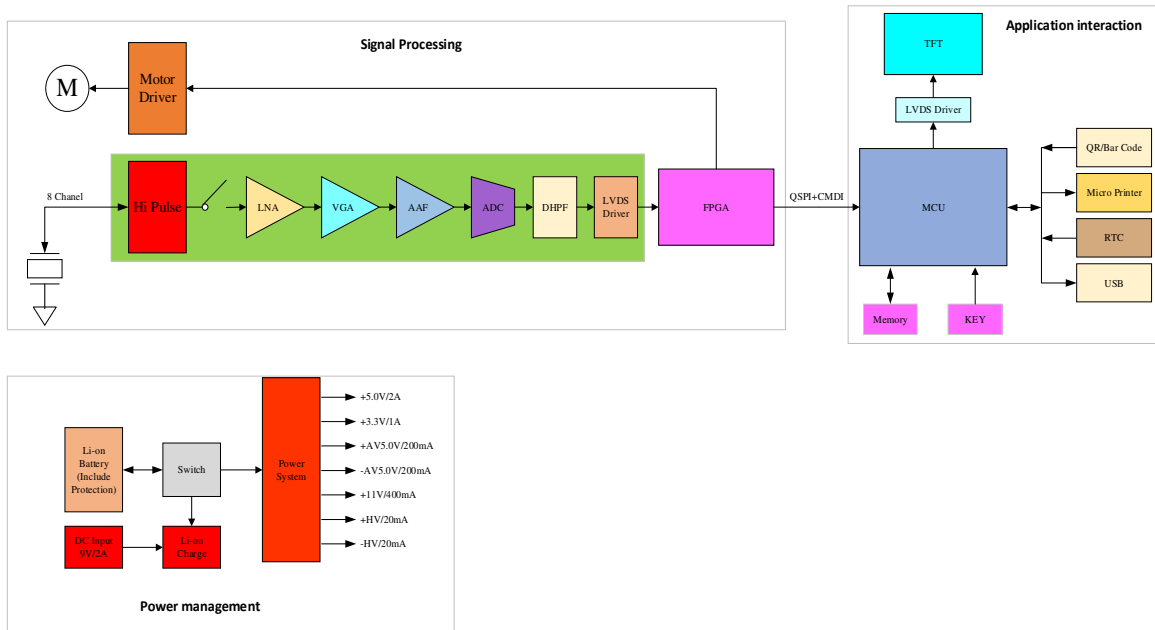 Signal Processing
M
Motor
Driver
8 Chanel
Hi Pulse
LNA
VGA
AAF
ADC
DHPF
LVDS
Driver
FPGA
QSPI+CMDI
Application interaction
TFT
LVDS Driver
MCU
QR/Bar Code
Micro Printer
RTC
USB
Memory
KEY
Li-on
Battery
(Include
Protection)
Switch
DC Input
9V/2A
Li-on
Charge
Power
System
+5.0V/2A
+3.3V/1A
+AV5.0V/200mA
-AV5.0V/200mA
+11V/400mA
+HV/20mA
-HV/20mA
Power management